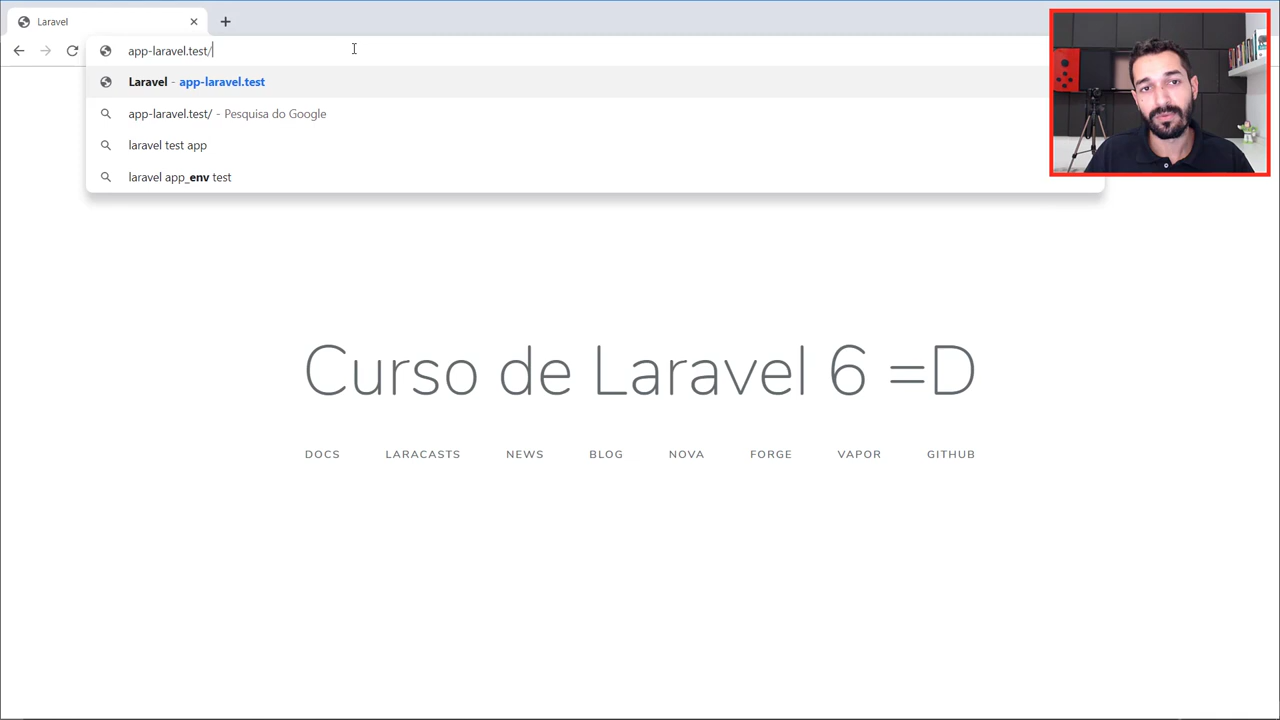 Laravel
app-laravel.test/
Laravel - app-laravel.test
app-laravel.test/ - Pesquisa do Google
laravel test app
laravel app_env test
Curso de Laravel 6 =D
DOCS LARACASTS NEWS BLOG NOVA FORGE VAPOR GITHUB